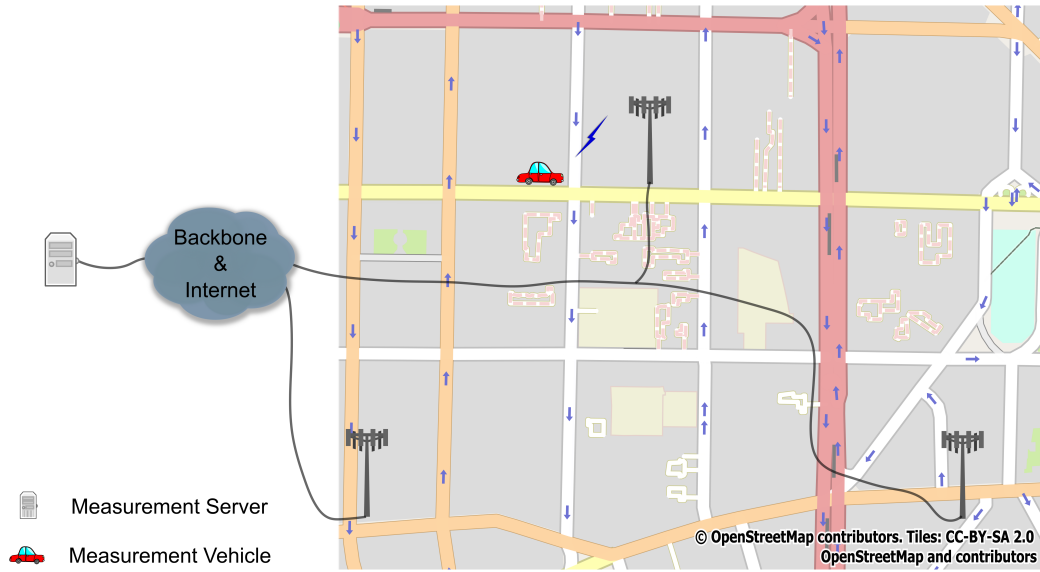 Backbone
&
Internet
Measurement Server
Measurement Vehicle
© OpenStreetMap contributors. Tiles: CC-BY-SA 2.0
OpenStreetMap and contributors